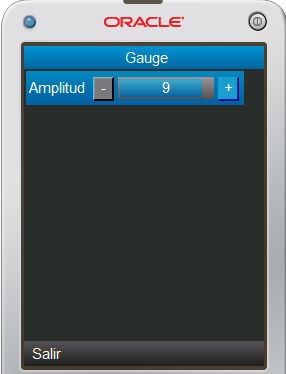 ORACLE
Gauge
Amplitud - 9 +
Salir